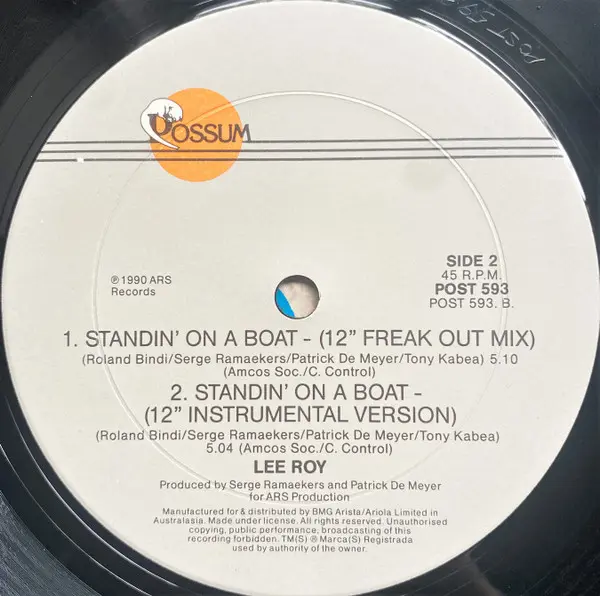 POST 593
POSSUM
℗ 1990 ARS
Records
SIDE 2
45 R.P.M.
POST 593
POST 593. B.
1. STANDIN' ON A BOAT - (12" FREAK OUT MIX)
(Roland Bindi/Serge Ramaekers/Patrick De Meyer/Tony Kabea) 5.10
(Amcos Soc./C. Control)
2. STANDIN' ON A BOAT -
(12" INSTRUMENTAL VERSION)
(Roland Bindi/Serge Ramaekers/Patrick De Meyer/Tony Kabea)
5.04 (Amcos Soc./C. Control)
LEE ROY
Produced by Serge Ramaekers and Patrick De Meyer
for ARS Production
Manufactured for & distributed by BMG Arista/Ariola Limited in
Australasia. Made under license. All rights reserved. Unauthorised
copying, public performance, broadcasting of this
recording forbidden. TM(S) ® Marca(S) Registrada
used by authority of the owner.